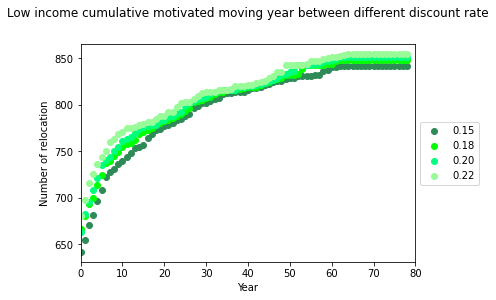 Low income cumulative motivated moving year between different discount rate
850
800
750
700
650
Number of relocation
0 10 20 30 40 50 60 70 80
Year
0.15
0.18
0.20
0.22